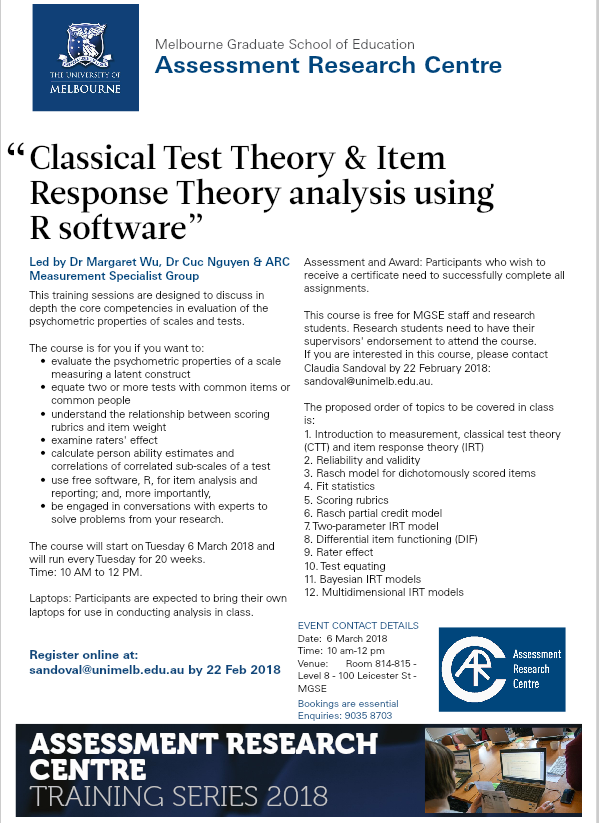 THE UNIVERSITY OF
MELBOURNE
Melbourne Graduate School of Education
Assessment Research Centre
“Classical Test Theory & Item
Response Theory analysis using
R software”
Led by Dr Margaret Wu, Dr Cuc Nguyen & ARC
Measurement Specialist Group
This training sessions are designed to discuss in
depth the core competencies in evaluation of the
psychometric properties of scales and tests.
The course is for you if you want to:
• evaluate the psychometric properties of a scale
measuring a latent construct
• equate two or more tests with common items or
common people
• understand the relationship between scoring
rubrics and item weight
• examine raters' effect
• calculate person ability estimates and
correlations of correlated sub-scales of a test
• use free software, R, for item analysis and
reporting; and, more importantly,
• be engaged in conversations with experts to
solve problems from your research.
The course will start on Tuesday 6 March 2018 and
will run every Tuesday for 20 weeks.
Time: 10 AM to 12 PM.
Laptops: Participants are expected to bring their own
laptops for use in conducting analysis in class.
Register online at:
sandoval@unimelb.edu.au by 22 Feb 2018
Assessment and Award: Participants who wish to
receive a certificate need to successfully complete all
assignments.
This course is free for MGSE staff and research
students. Research students need to have their
supervisors' endorsement to attend the course.
If you are interested in this course, please contact
Claudia Sandoval by 22 February 2018:
sandoval@unimelb.edu.au.
The proposed order of topics to be covered in class
is:
1. Introduction to measurement, classical test theory
(CTT) and item response theory (IRT)
2. Reliability and validity
3. Rasch model for dichotomously scored items
4. Fit statistics
5. Scoring rubrics
6. Rasch partial credit model
7. Two-parameter IRT model
8. Differential item functioning (DIF)
9. Rater effect
10. Test equating
11. Bayesian IRT models
12. Multidimensional IRT models
EVENT CONTACT DETAILS
Date: 6 March 2018
Time: 10 am-12 pm
Venue: Room 814-815 -
Level 8 - 100 Leicester St -
MGSE
Bookings are essential
Enquiries: 9035 8703
ARC
Assessment
Research
Centre
ASSESSMENT RESEARCH
CENTRE
TRAINING SERIES 2018